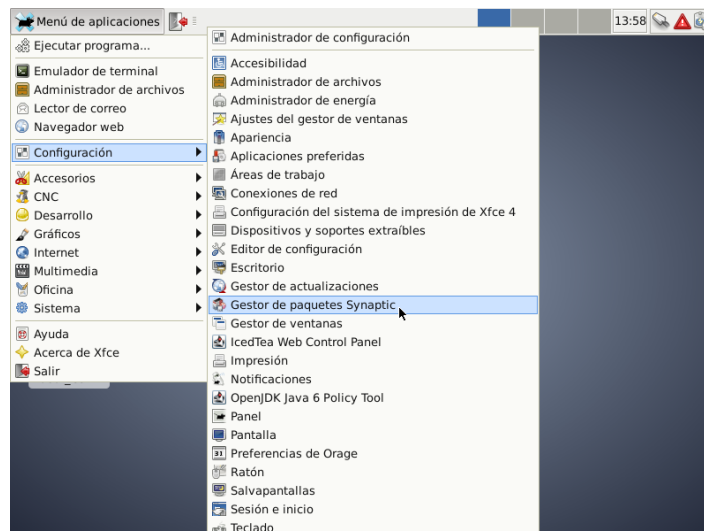 Menú de aplicaciones
13:58
Ejecutar programa...
Emulador de terminal
Administrador de archivos
Lector de correo
Navegador web
Configuración
Accesorios
CNC
Desarrollo
Gráficos
Internet
Multimedia
Oficina
Sistema
Ayuda
Acerca de Xfce
Salir
Administrador de configuración
Accesibilidad
Administrador de archivos
Administrador de energía
Ajustes del gestor de ventanas
Apariencia
Aplicaciones preferidas
Áreas de trabajo
Conexiones de red
Configuración del sistema de impresión de Xfce 4
Dispositivos y soportes extraíbles
Editor de configuración
Escritorio
Gestor de actualizaciones
Gestor de paquetes Synaptic
Gestor de ventanas
IcedTea Web Control Panel
Impresión
Notificaciones
OpenJDK Java 6 Policy Tool
Panel
Pantalla
Preferencias de Orage
Ratón
Salvapantallas
Sesión e inicio
Teclado